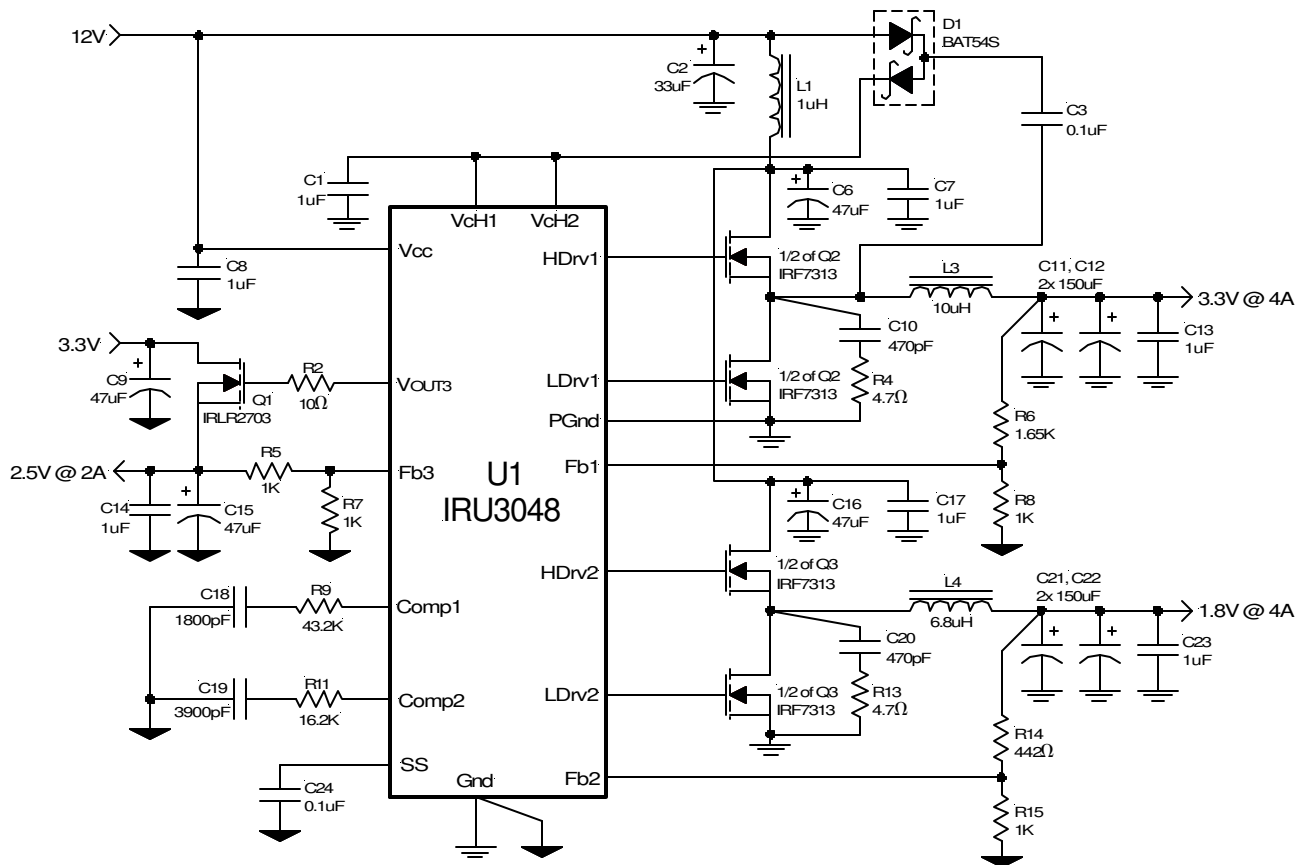 12V
C2
33uF
L1
1uH
D1
BAT54S
C3
0.1uF
C1
1uF
C6
47uF
C7
1uF
VcH1
VcH2
Vcc
C8
1uF
HDrv1
1/2 of Q2
IRF7313
L3
10uH
C11, C12
2x 150uF
3.3V @ 4A
C13
1uF
C10
470pF
R4
4.7Ω
3.3V
C9
47uF
Q1
IRLR2703
R2
10Ω
VOUT3
LDrv1
1/2 of Q2
IRF7313
PGnd
R6
1.65K
Fb1
R8
1K
2.5V @ 2A
R5
1K
Fb3
R7
1K
C14
1uF
C15
47uF
U1
IRU3048
C16
47uF
C17
1uF
HDrv2
1/2 of Q3
IRF7313
L4
6.8uH
C21, C22
2x 150uF
1.8V @ 4A
C23
1uF
C20
470pF
R13
4.7Ω
C18
1800pF
R9
43.2K
Comp1
C19
3900pF
R11
16.2K
Comp2
LDrv2
1/2 of Q3
IRF7313
R14
442Ω
SS
C24
0.1uF
Gnd
Fb2
R15
1K